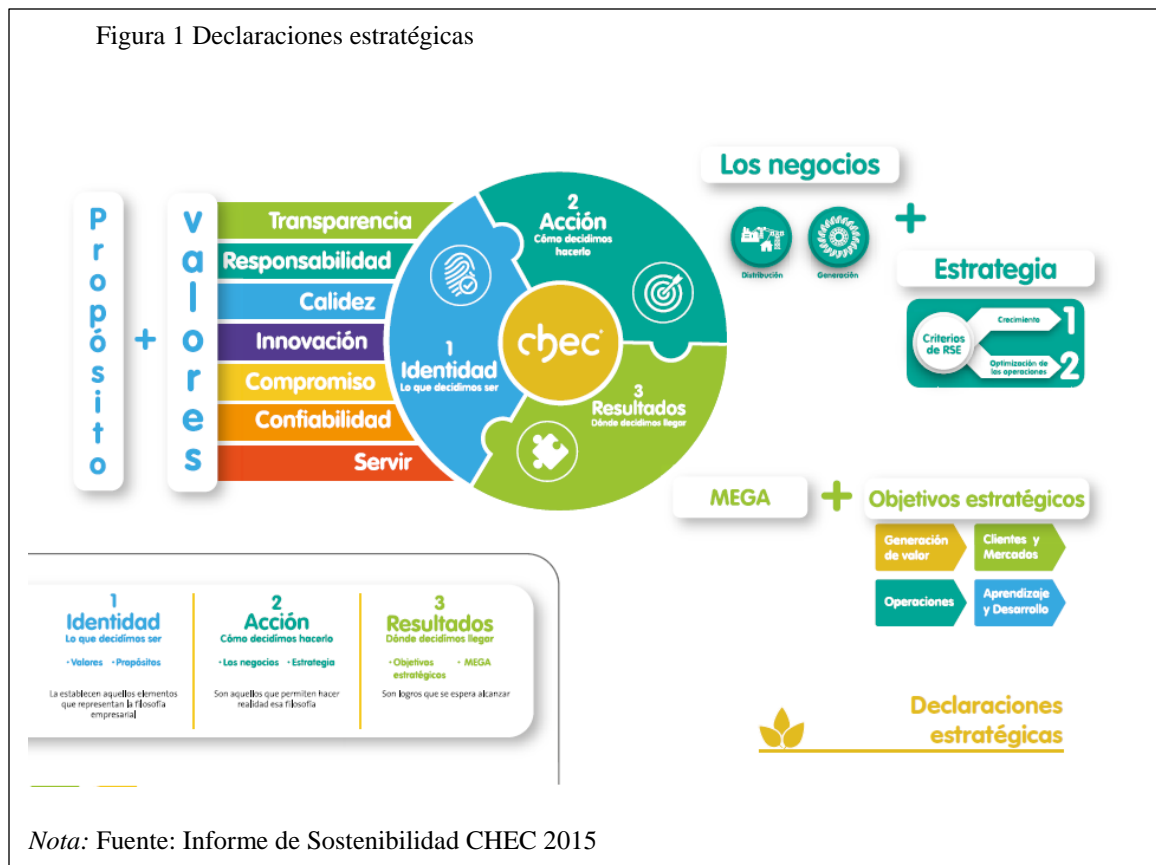 Figura 1 Declaraciones estratégicas
Propósito
+
valores
Transparencia
Responsabilidad
Calidez
Innovación
Compromiso
Confiabilidad
Servir
1
Identidad
Lo que decidimos ser
2
Acción
Cómo decidimos
hacerlo
chec
3
Resultados
Dónde decidimos llegar
Los negocios
Distribución
Generación
+
Estrategia
Criterios
de RSE
Crecimiento
1
Optimización de
las operaciones
2
MEGA
+
Objetivos estratégicos
Generación
de valor
Clientes y
Mercados
Operaciones
Aprendizaje
y Desarrollo
1
Identidad
Lo que decidimos ser
· Valores · Propósitos
La establecen aquellos elementos
que representan la filosofía
empresarial
2
Acción
Cómo decidimos hacerlo
· Los negocios · Estrategia
Son aquellos que permiten hacer
realidad esa filosofía
3
Resultados
Dónde decidimos llegar
· Objetivos
estratégicos
· MEGA
Son logros que se espera alcanzar
Declaraciones
estratégicas
Nota: Fuente: Informe de Sostenibilidad CHEC 2015